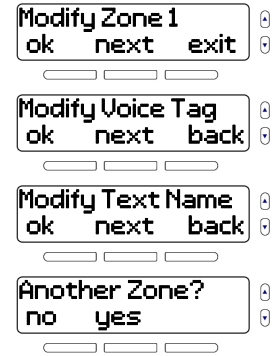 Modify Zone 1
ok next exit
Modify Voice Tag
ok next back
Modify Text Name
ok next back
Another Zone?
no yes